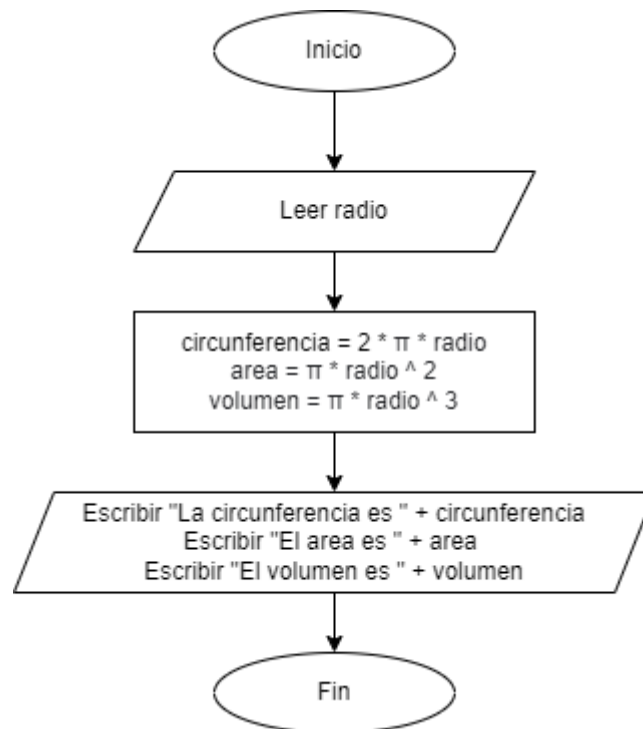 Inicio
Leer radio
circunferencia = 2 * π * radio
area = π * radio ^ 2
volumen = π * radio ^ 3
Escribir "La circunferencia es " + circunferencia
Escribir "El area es " + area
Escribir "El volumen es " + volumen
Fin